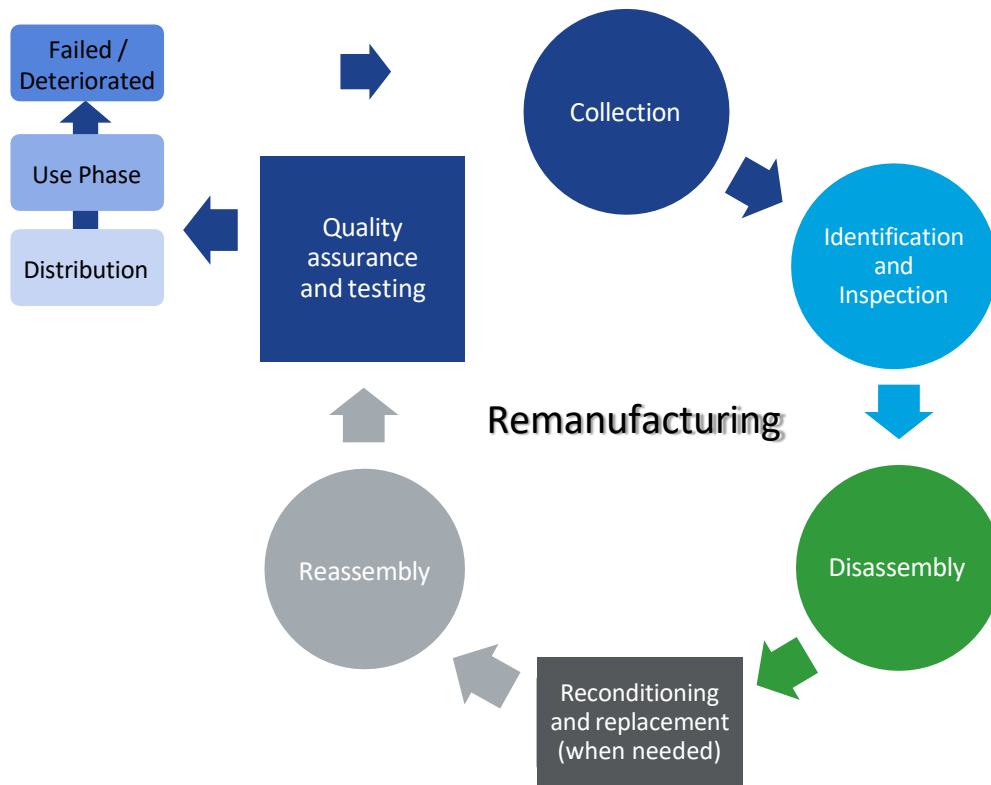 Failed /
Deteriorated
Use Phase
Distribution
Quality
assurance
and testing
Collection
Identification
and
Inspection
Remanufacturing
Disassembly
Reassembly
Reconditioning
and replacement
(when needed)